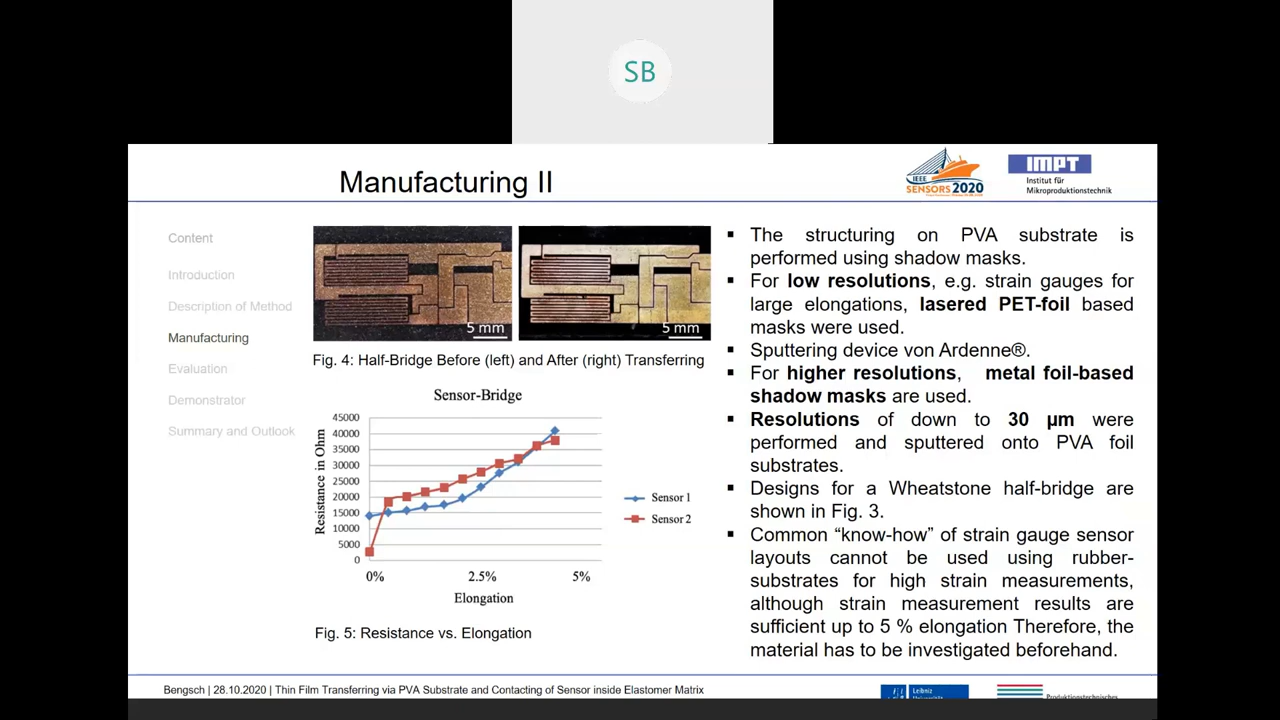 SB
Manufacturing II
IEEE
SENSORS 2020
IMPT
Institut für
Mikroproduktionstechnik
Content
Introduction
Description of Method
Manufacturing
Evaluation
Demonstrator
Summary and Outlook
5 mm
5 mm
Fig. 4: Half-Bridge Before (left) and After (right) Transferring
Sensor-Bridge
Resistance in Ohm
45000
40000
35000
30000
25000
20000
15000
10000
5000
0
0%
2.5%
5%
Elongation
Sensor 1
Sensor 2
Fig. 5: Resistance vs. Elongation
▪ The structuring on PVA substrate is
performed using shadow masks.
▪ For low resolutions, e.g. strain gauges for
large elongations, lasered PET-foil based
masks were used.
▪ Sputtering device von Ardenne®.
▪ For higher resolutions, metal foil-based
shadow masks are used.
▪ Resolutions of down to 30 µm were
performed and sputtered onto PVA foil
substrates.
▪ Designs for a Wheatstone half-bridge are
shown in Fig. 3.
▪ Common “know-how” of strain gauge sensor
layouts cannot be used using rubber-
substrates for high strain measurements,
although strain measurement results are
sufficient up to 5 % elongation Therefore, the
material has to be investigated beforehand.
Bengsch | 28.10.2020 | Thin Film Transferring via PVA Substrate and Contacting of Sensor inside Elastomer Matrix
Leibniz